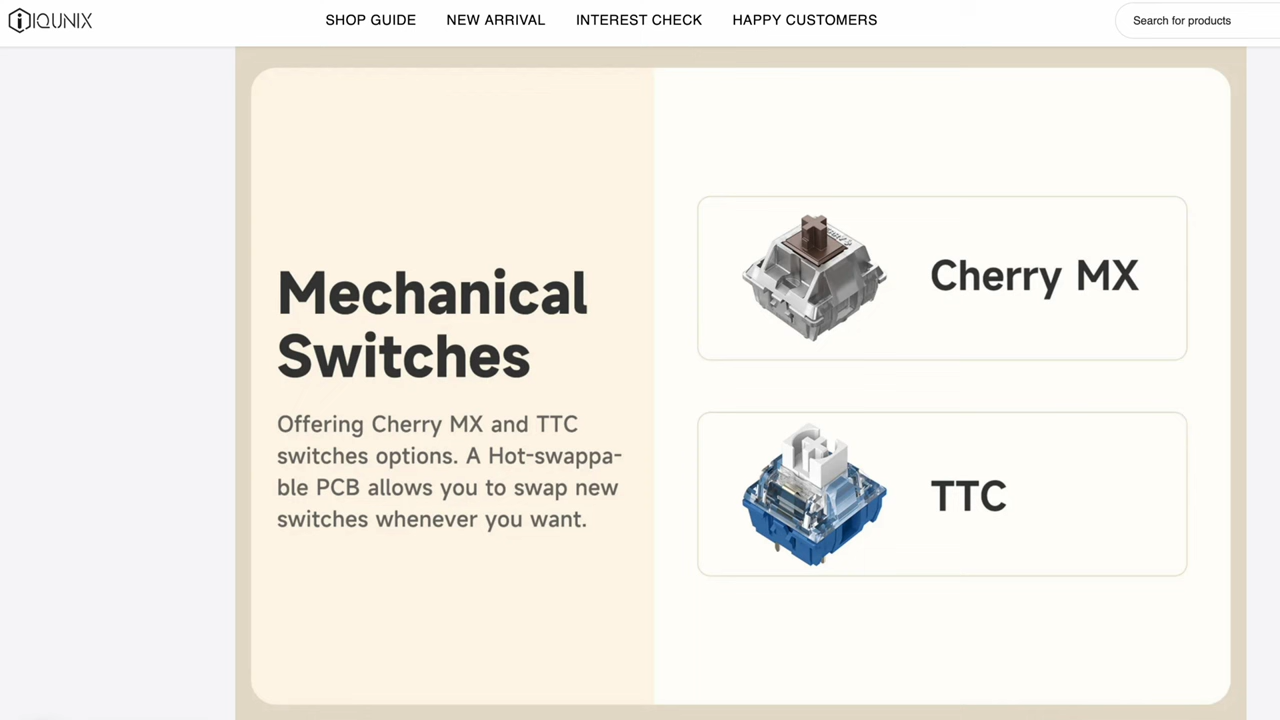 IQUNIX
SHOP GUIDE
NEW ARRIVAL
INTEREST CHECK
HAPPY CUSTOMERS
Search for products
Mechanical
Switches
Offering Cherry MX and TTC
switches options. A Hot-swappa-
ble PCB allows you to swap new
switches whenever you want.
Cherry MX
TTC